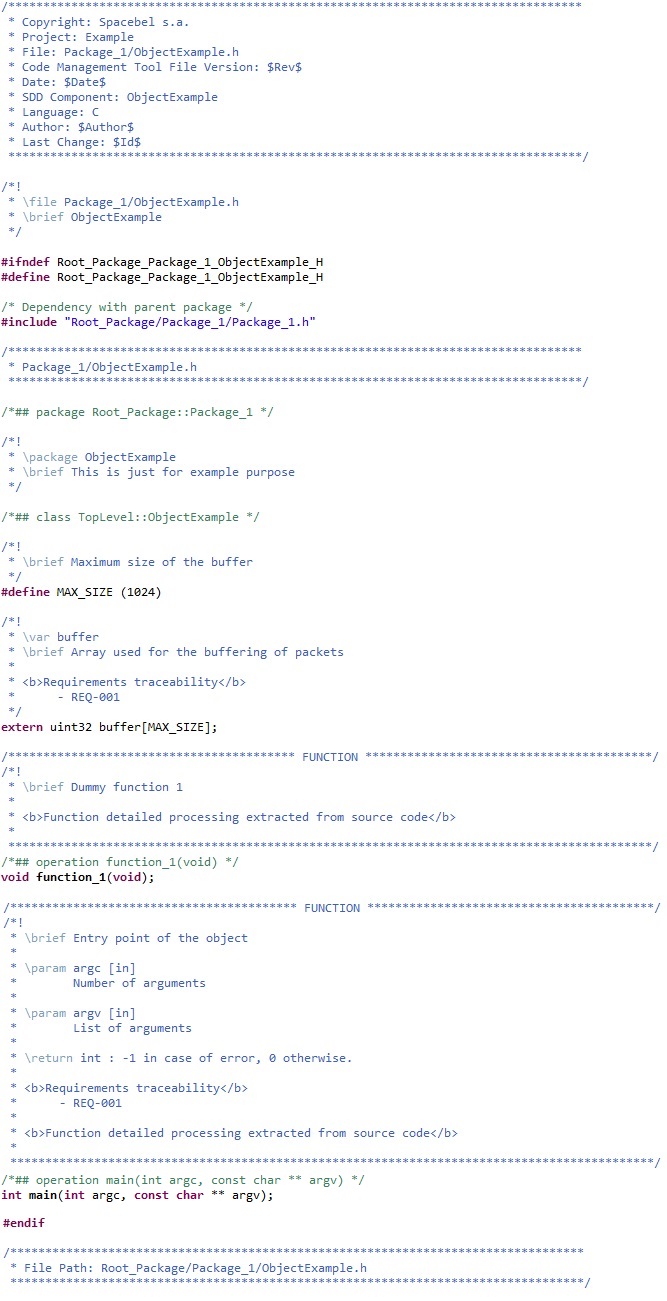 /**********************************************************************************
 * Copyright: Spacebel s.a.
 * Project: Example
 * File: Package_1/ObjectExample.h
 * Code Management Tool File Version: $Rev$
 * Date: $Date$
 * SDD Component: ObjectExample
 * Language: C
 * Author: $Author$
 * Last Change: $Id$
 **********************************************************************************/

/*!
 * \file Package_1/ObjectExample.h
 * \brief ObjectExample
 */

#ifndef Root_Package_Package_1_ObjectExample_H
#define Root_Package_Package_1_ObjectExample_H

/* Dependency with parent package */
#include "Root_Package/Package_1/Package_1.h"

/**********************************************************************************
 * Package_1/ObjectExample.h
 **********************************************************************************/

/*## package Root_Package::Package_1 */

/*!
 * \package ObjectExample
 * \brief This is just for example purpose
 */

/*## class TopLevel::ObjectExample */

/*!
 * \brief Maximum size of the buffer
 */
#define MAX_SIZE (1024)

/*!
 * \var buffer
 * \brief Array used for the buffering of packets
 *
 * <b>Requirements traceability</b>
 *      - REQ-001
 */
extern uint32 buffer[MAX_SIZE];

/***************************************** FUNCTION *****************************************/
/*!
 * \brief Dummy function 1
 *
 * <b>Function detailed processing extracted from source code</b>
 *
 ********************************************************************************************/
/*## operation function_1(void) */
void function_1(void);

/***************************************** FUNCTION *****************************************/
/*!
 * \brief Entry point of the object
 *
 * \param argc [in]
 *        Number of arguments
 *
 * \param argv [in]
 *        List of arguments
 *
 * \return int : -1 in case of error, 0 otherwise.
 *
 * <b>Requirements traceability</b>
 *      - REQ-001
 *
 * <b>Function detailed processing extracted from source code</b>
 *
 ********************************************************************************************/
/*## operation main(int argc, const char ** argv) */
int main(int argc, const char ** argv);

#endif

/**********************************************************************************
 * File Path: Root_Package/Package_1/ObjectExample.h
 **********************************************************************************/